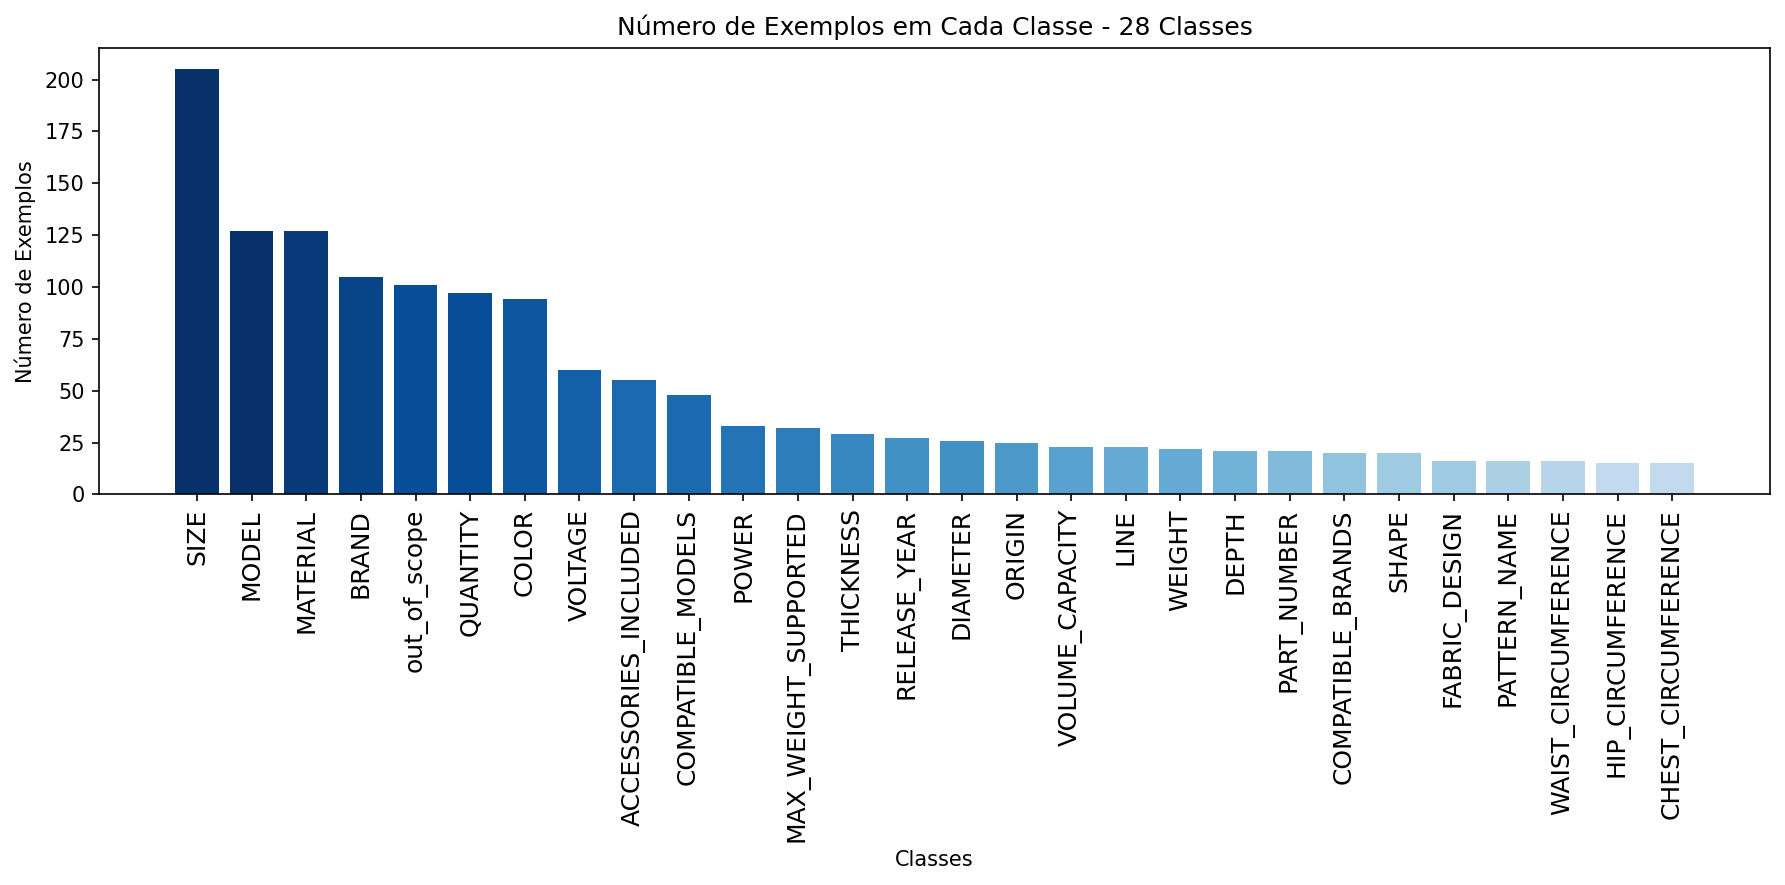 Número de Exemplos em Cada Classe - 28 Classes
Número de Exemplos
200
175
150
125
100
75
50
25
0
SIZE
MODEL
MATERIAL
BRAND
out_of_scope
QUANTITY
COLOR
VOLTAGE
ACCESSORIES_INCLUDED
COMPATIBLE_MODELS
POWER
MAX_WEIGHT_SUPPORTED
THICKNESS
RELEASE_YEAR
DIAMETER
ORIGIN
VOLUME_CAPACITY
LINE
WEIGHT
DEPTH
PART_NUMBER
COMPATIBLE_BRANDS
SHAPE
FABRIC_DESIGN
PATTERN_NAME
WAIST_CIRCUMFERENCE
HIP_CIRCUMFERENCE
CHEST_CIRCUMFERENCE
Classes